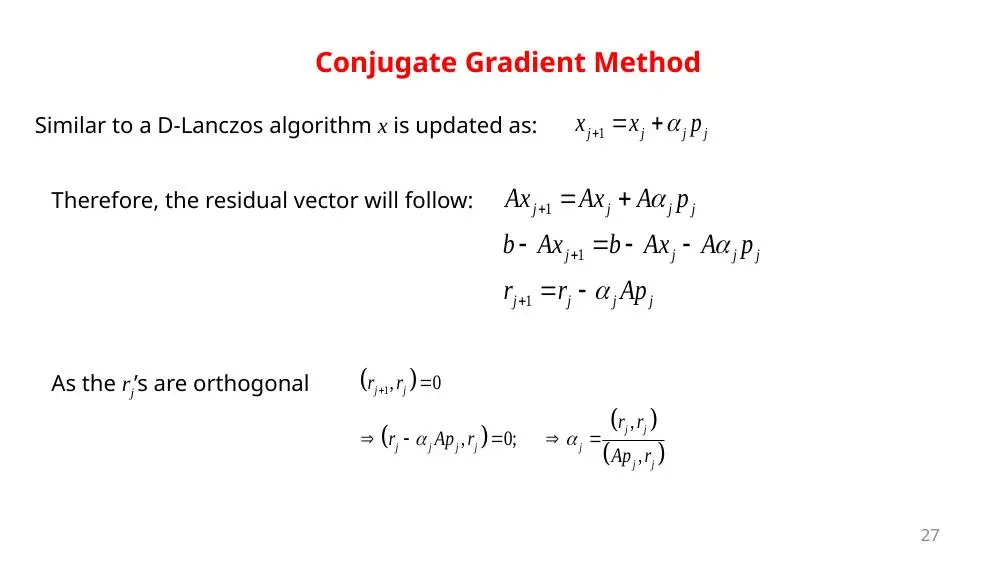 Conjugate Gradient Method
Similar to a D-Lanczos algorithm x is updated as: x_{j+1} = x_j + α_j p_j
Therefore, the residual vector will follow: Ax_{j+1} = Ax_j + Aα_j p_j
b - Ax_{j+1} = b - Ax_j - Aα_j p_j
r_{j+1} = r_j - α_j Ap_j
As the r_j's are orthogonal (r_{j+1}, r_j) = 0
⇒ (r_j - α_j Ap_j, r_j) = 0; ⇒ α_j = (r_j, r_j) / (Ap_j, r_j)
27